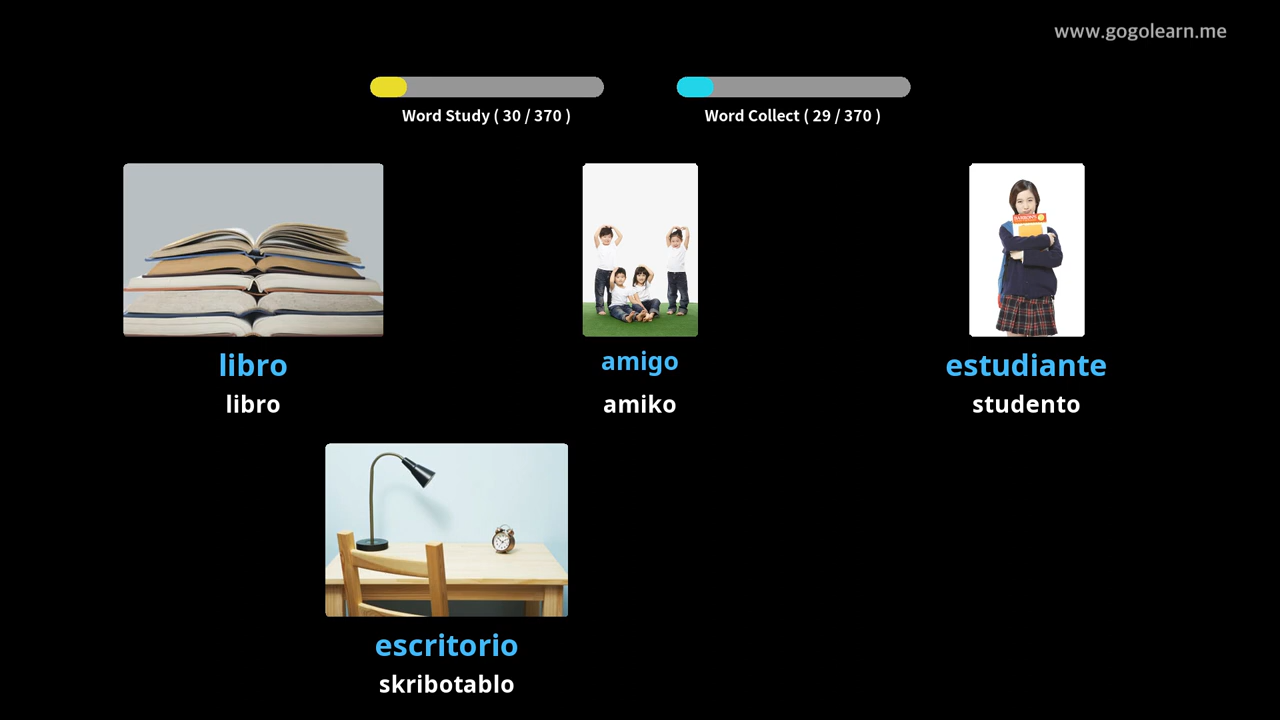 www.gogolearn.me
Word Study ( 30 / 370 )
Word Collect ( 29 / 370 )
libro
amigo
estudiante
libro
amiko
studento
escritorio
skribotablo